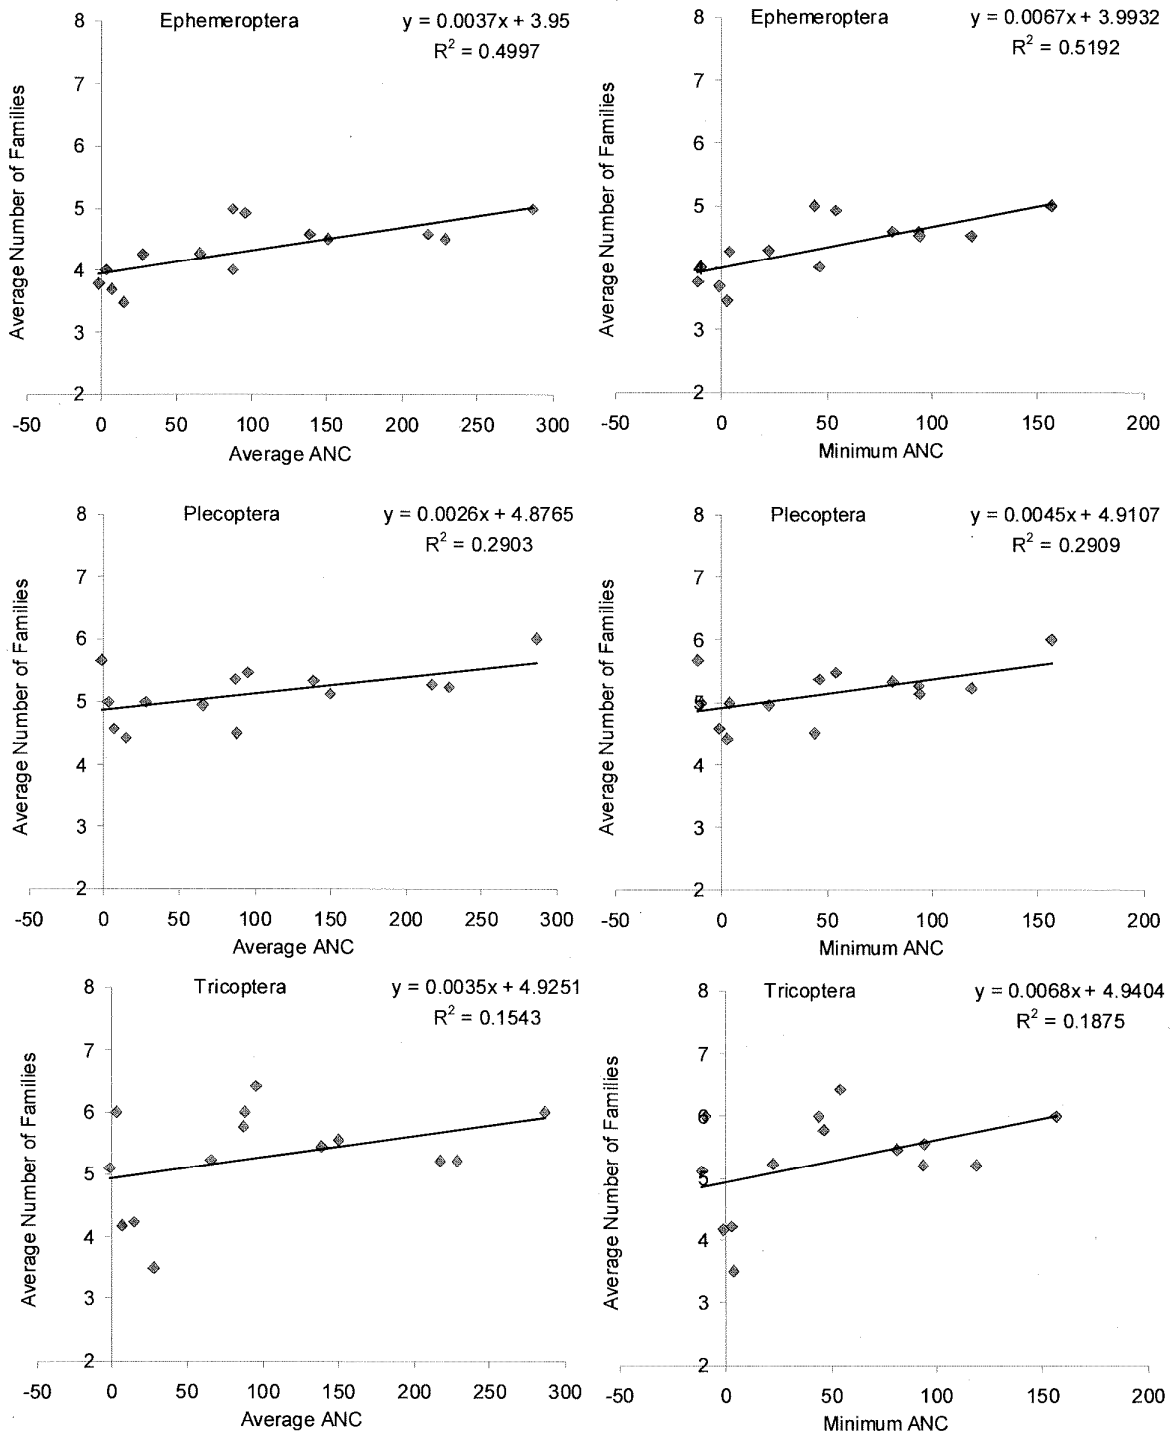 Ephemeroptera
y = 0.0037x + 3.95
R² = 0.4997
Average Number of Families
8
7
6
5
4
3
2
-50 0 50 100 150 200 250 300
Average ANC
Ephemeroptera
y = 0.0067x + 3.9932
R² = 0.5192
Average Number of Families
8
7
6
5
4
3
2
-50 0 50 100 150 200
Minimum ANC
Plecoptera
y = 0.0026x + 4.8765
R² = 0.2903
Average Number of Families
8
7
6
5
4
3
2
-50 0 50 100 150 200 250 300
Average ANC
Plecoptera
y = 0.0045x + 4.9107
R² = 0.2909
Average Number of Families
8
7
6
5
4
3
2
-50 0 50 100 150 200
Minimum ANC
Tricoptera
y = 0.0035x + 4.9251
R² = 0.1543
Average Number of Families
8
7
6
5
4
3
2
-50 0 50 100 150 200 250 300
Average ANC
Tricoptera
y = 0.0068x + 4.9404
R² = 0.1875
Average Number of Families
8
7
6
5
4
3
2
-50 0 50 100 150 200
Minimum ANC